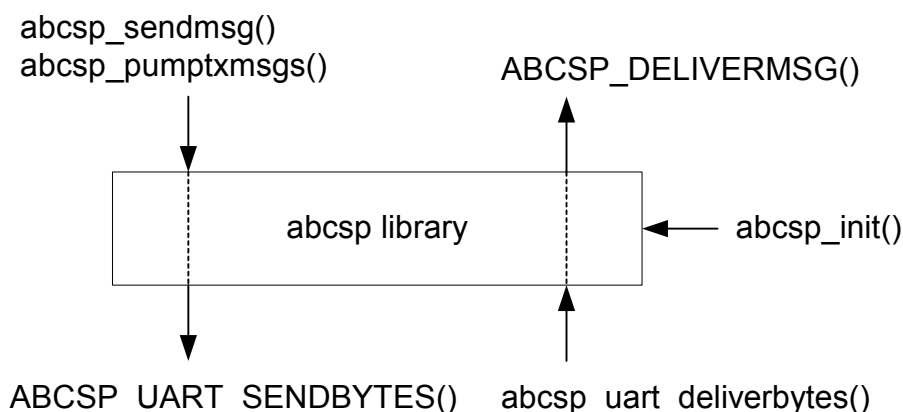 abcsp_sendmsg()
abcsp_pumptxmsgs()
ABCSP_DELIVERMSG()
abcsp library
abcsp_init()
ABCSP_UART_SENDBYTES()
abcsp_uart_deliverbytes()